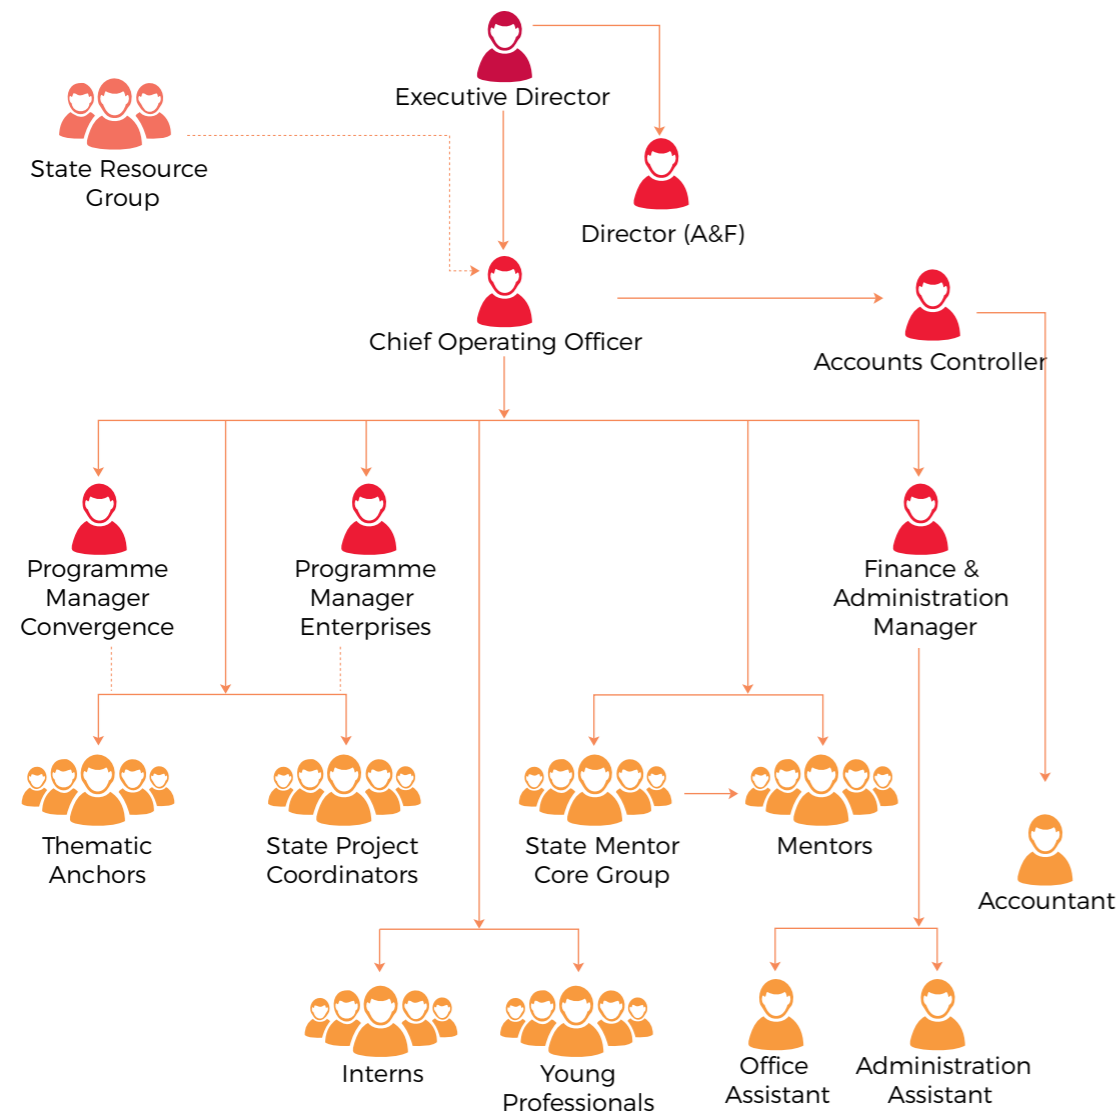 Executive Director
State Resource
Group
Director (A&F)
Chief Operating Officer
Accounts Controller
Programme
Manager
Convergence
Programme
Manager
Enterprises
Finance &
Administration
Manager
Thematic
Anchors
State Project
Coordinators
State Mentor
Core Group
Mentors
Accountant
Interns
Young
Professionals
Office
Assistant
Administration
Assistant